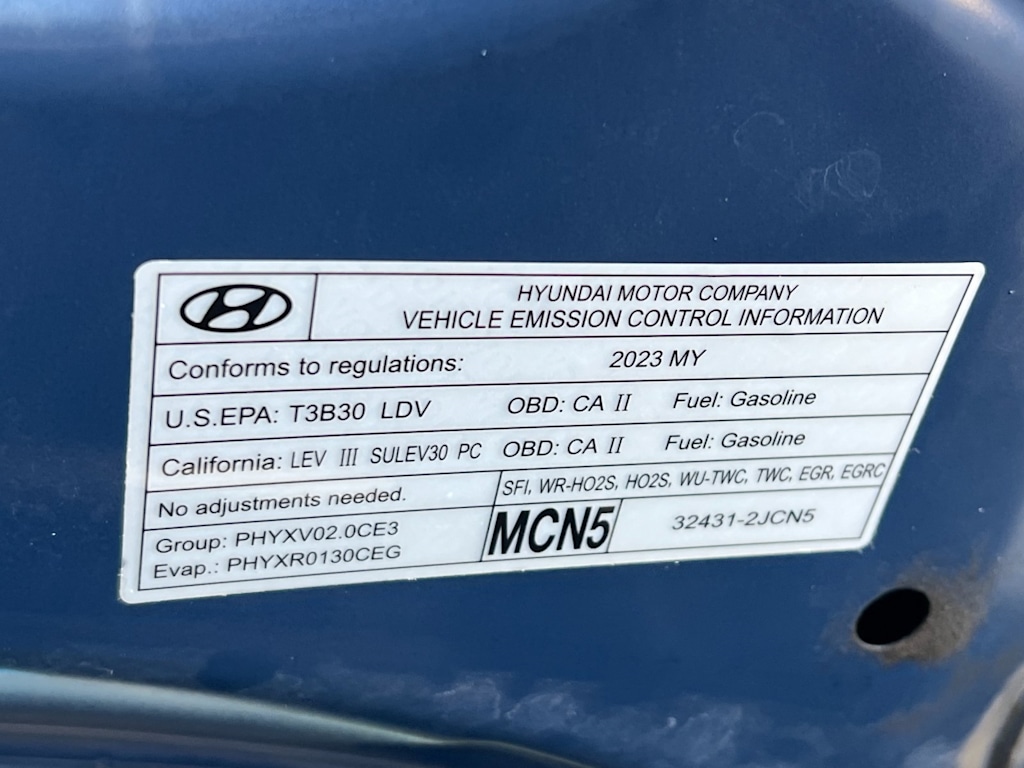 HYUNDAI MOTOR COMPANY
VEHICLE EMISSION CONTROL INFORMATION
Conforms to regulations: 2023 MY
U.S.EPA: T3B30 LDV OBD: CA II Fuel: Gasoline
California: LEV III SULEV30 PC OBD: CA II Fuel: Gasoline
No adjustments needed.
SFI, WR-HO2S, HO2S, WU-TWC, TWC, EGR, EGRC
Group: PHYXV02.0CE3
Evap.: PHYXR0130CEG
MCN5 32431-2JCN5